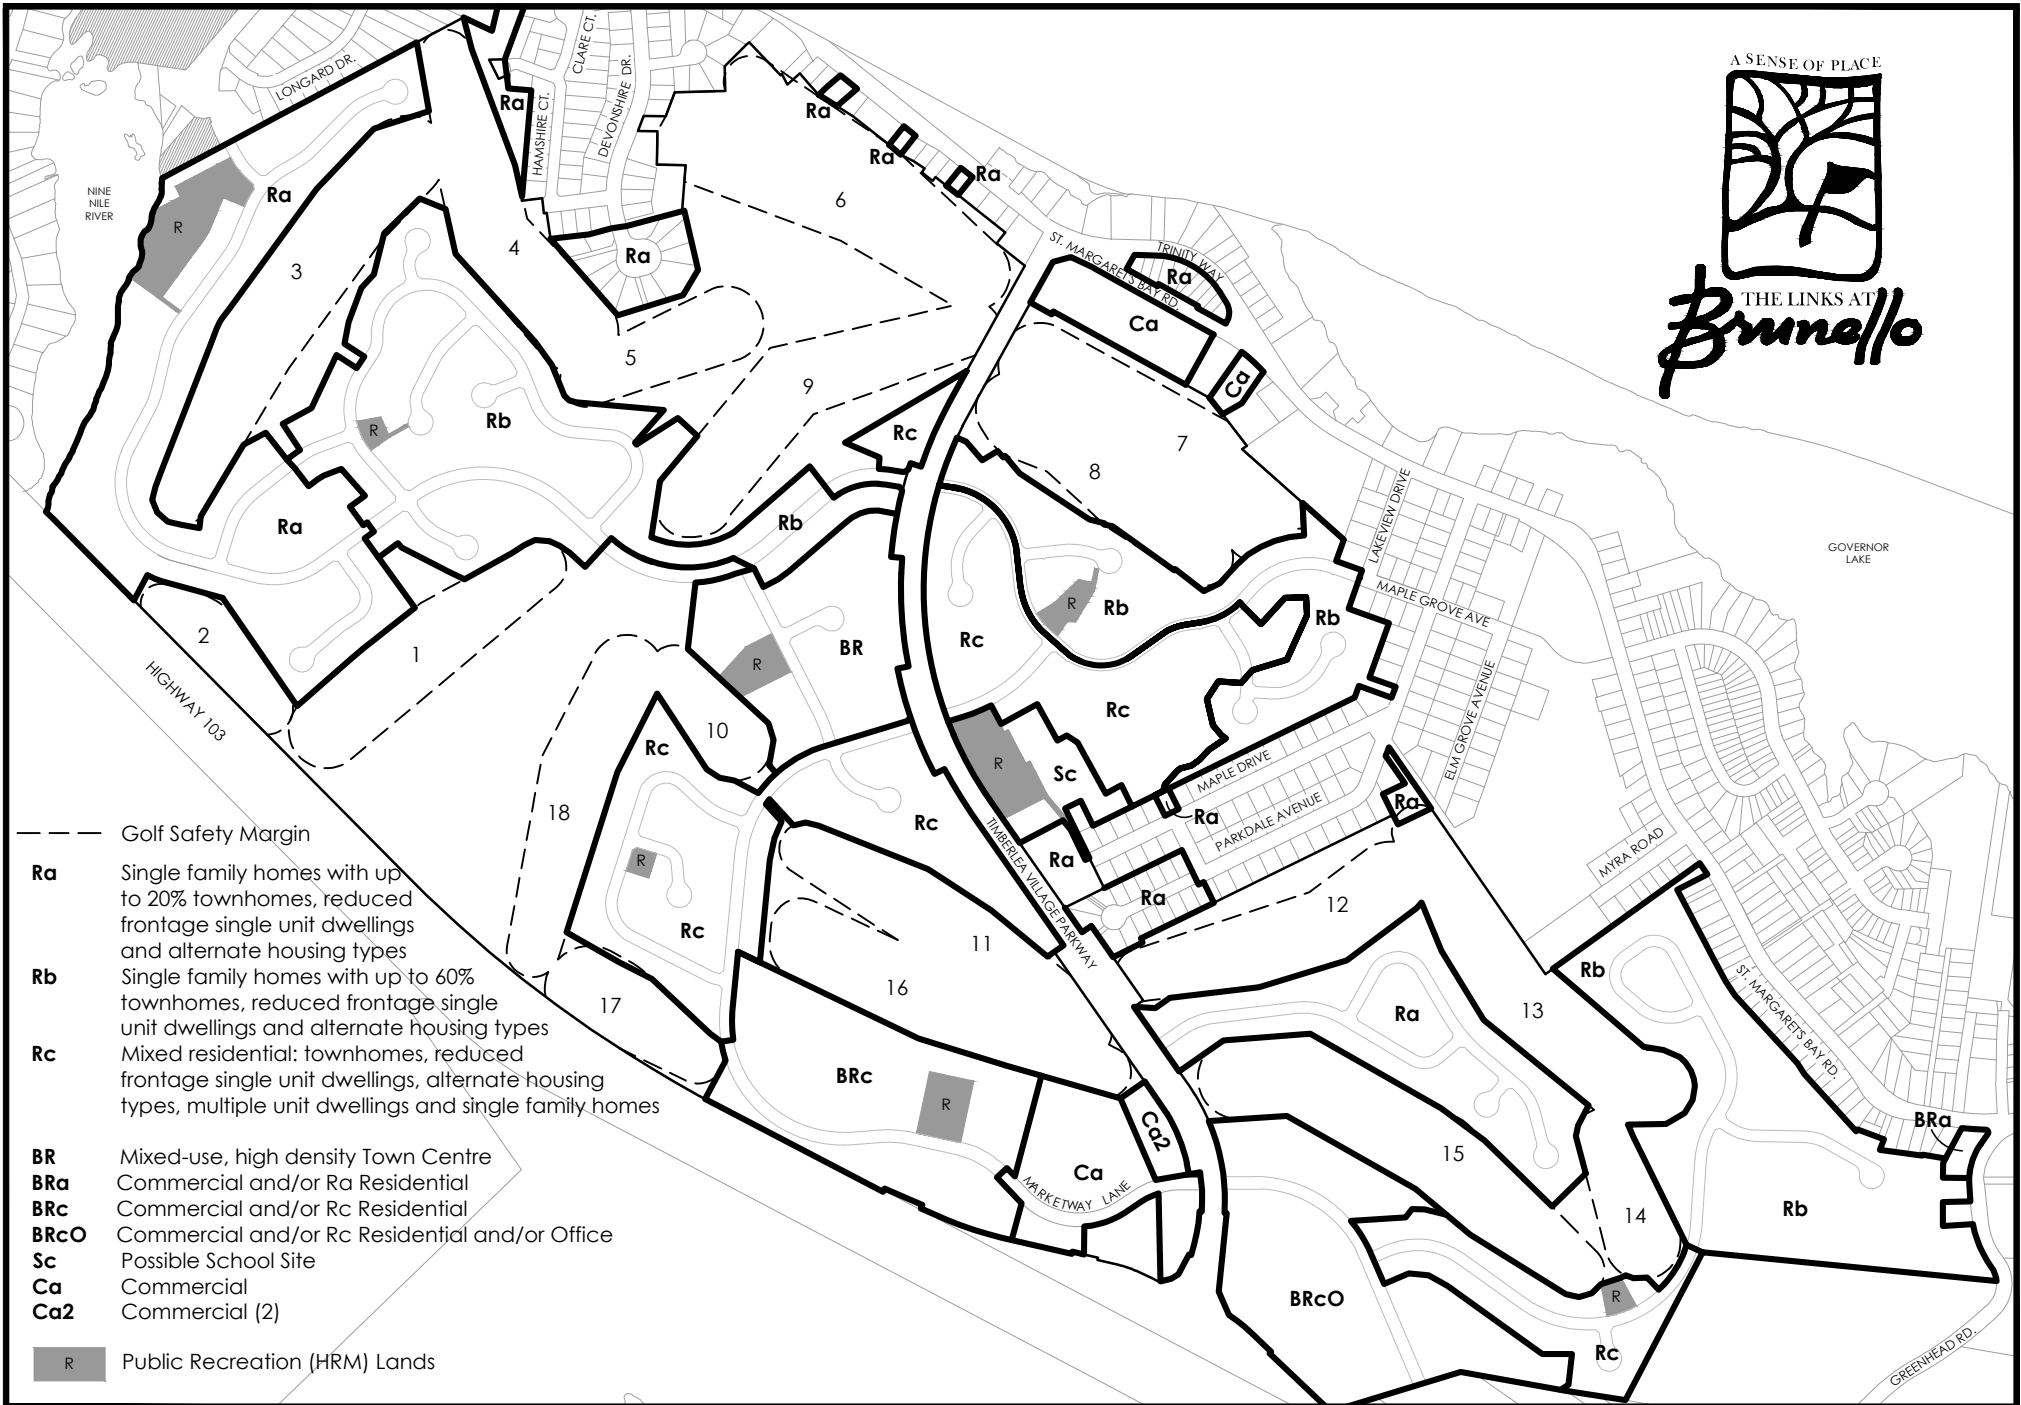 A SENSE OF PLACE
THE LINKS AT
Brunello
LONGARD DR.
CLARE CT.
DEVONSHIRE DR.
HAMSHIRE CT.
NINE
NILE
RIVER
Ra
Ra
Ra
Ra
Ra
Ra
R
3
4
6
ST. MARGARETS BAY RD.
TRINITY WAY
Ra
Ca
Ca
5
9
Rc
R
Rb
7
8
LAKEVIEW DRIVE
GOVERNOR
LAKE
Ra
Rb
MAPLE GROVE AVE
R
Rb
Rb
2
1
HIGHWAY 103
R
BR
Rc
ELM GROVE AVENUE
10
Rc
Rc
R
Sc
MAPLE DRIVE
Ra
Ra
PARKDALE AVENUE
18
Rc
TIMBERLEA VILLAGE PARKWAY
Ra
Ra
MYRA ROAD
R
Rc
11
12
16
17
Rb
13
Ra
ST. MARGARETS BAY RD.
BRc
R
Ca2
Ca
MARKETWAY LANE
15
14
BRa
Rb
BRcO
R
Rc
GREENHEAD RD.
Golf Safety Margin
Ra Single family homes with up
to 20% townhomes, reduced
frontage single unit dwellings
and alternate housing types
Rb Single family homes with up to 60%
townhomes, reduced frontage single
unit dwellings and alternate housing types
Rc Mixed residential: townhomes, reduced
frontage single unit dwellings, alternate housing
types, multiple unit dwellings and single family homes
BR Mixed-use, high density Town Centre
BRa Commercial and/or Ra Residential
BRc Commercial and/or Rc Residential
BRcO Commercial and/or Rc Residential and/or Office
Sc Possible School Site
Ca Commercial
Ca2 Commercial (2)
R Public Recreation (HRM) Lands